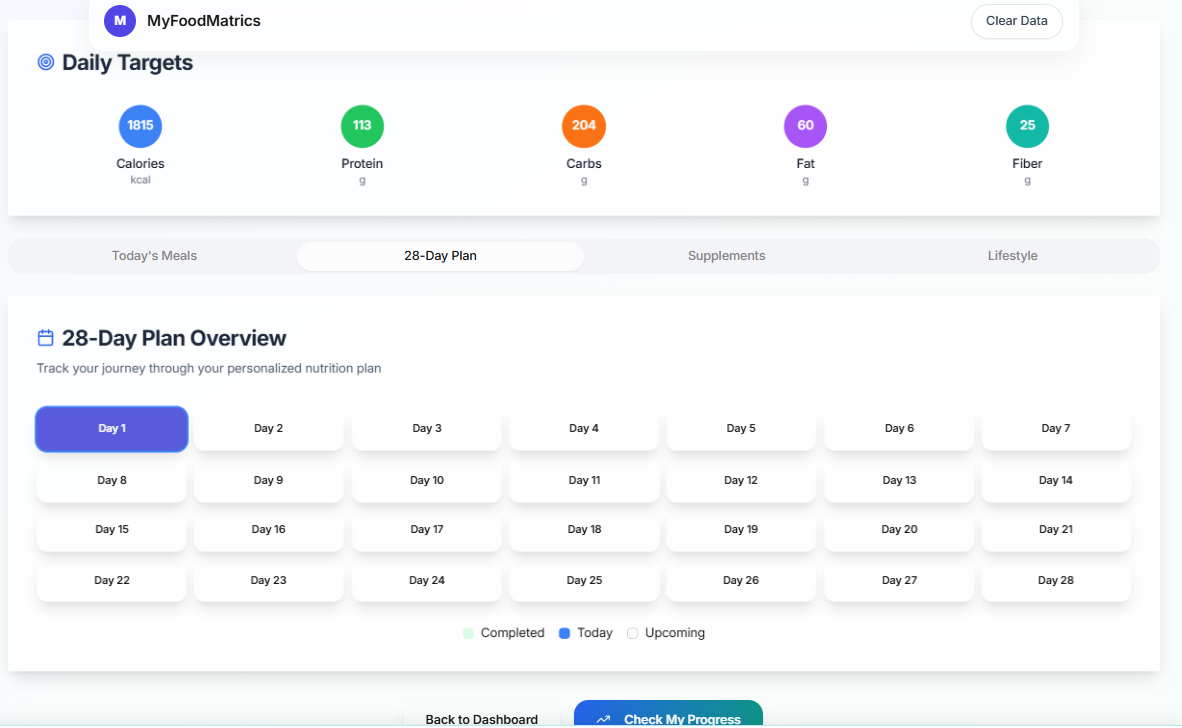 M MyFoodMatrics Clear Data
Daily Targets
1815 113 204 60 25
Calories Protein Carbs Fat Fiber
kcal g g g g
Today's Meals 28-Day Plan Supplements Lifestyle
28-Day Plan Overview
Track your journey through your personalized nutrition plan
Day 1 Day 2 Day 3 Day 4 Day 5 Day 6 Day 7
Day 8 Day 9 Day 10 Day 11 Day 12 Day 13 Day 14
Day 15 Day 16 Day 17 Day 18 Day 19 Day 20 Day 21
Day 22 Day 23 Day 24 Day 25 Day 26 Day 27 Day 28
Completed Today Upcoming
Back to Dashboard Check My Progress